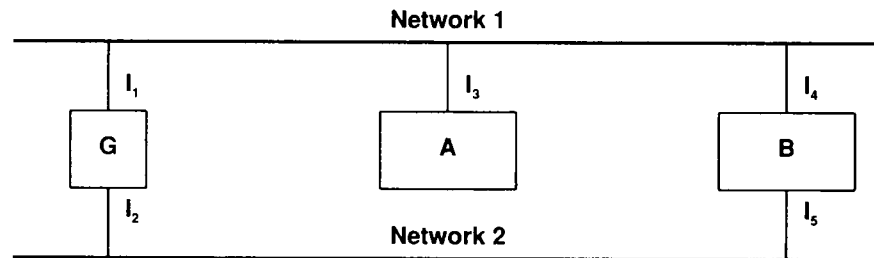 Network 1
I₁
I₃
I₄
G
A
B
I₂
I₅
Network 2